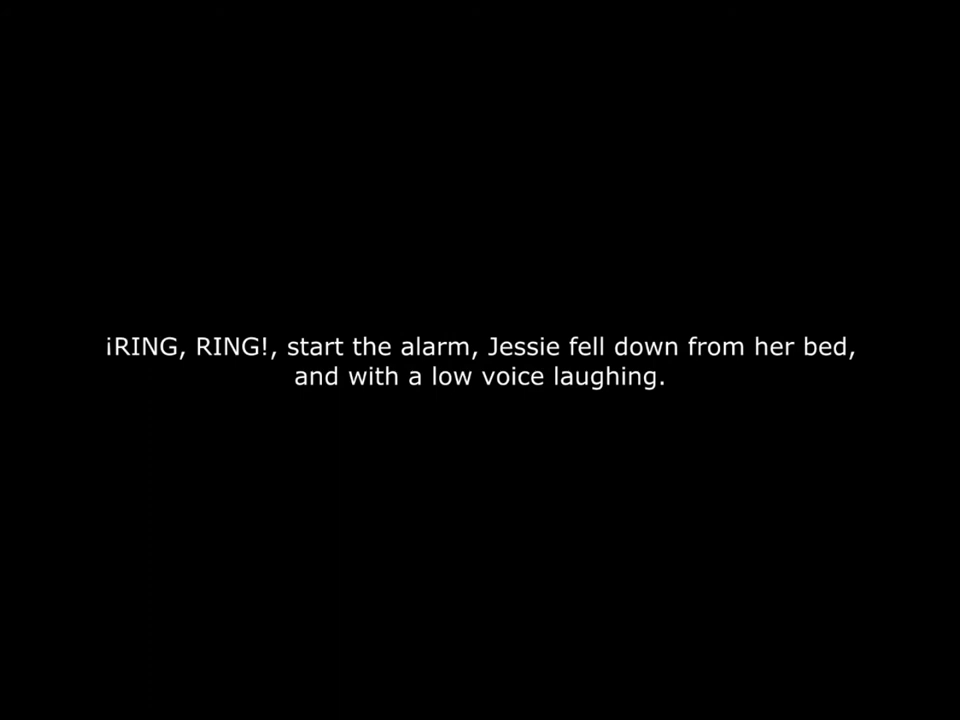 ¡RING, RING!, start the alarm, Jessie fell down from her bed,
and with a low voice laughing.